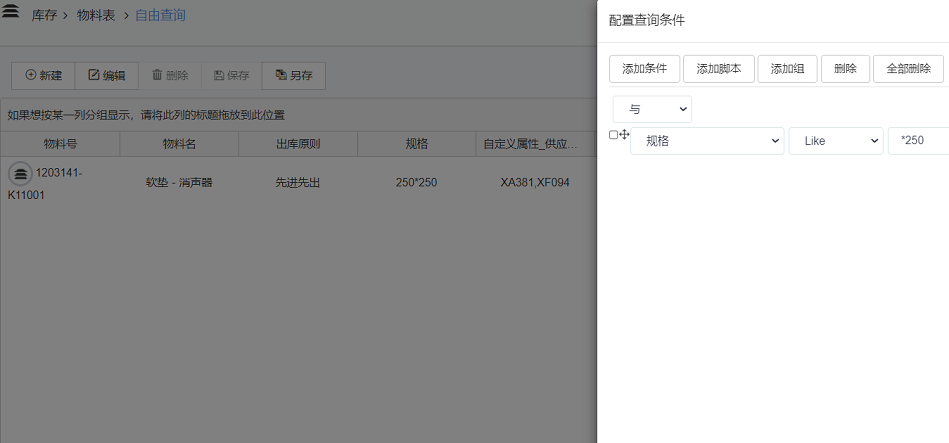 库存 > 物料表 > 自由查询
新建 编辑 删除 保存 另存
如果想按某一列分组显示，请将此列的标题拖放到此位置
物料号 物料名 出库原则 规格 自定义属性_供应...
1203141-
K11001 软垫 - 消声器 先进先出 250*250 XA381,XF094
配置查询条件
添加条件 添加脚本 添加组 删除 全部删除
与
规格 Like *250